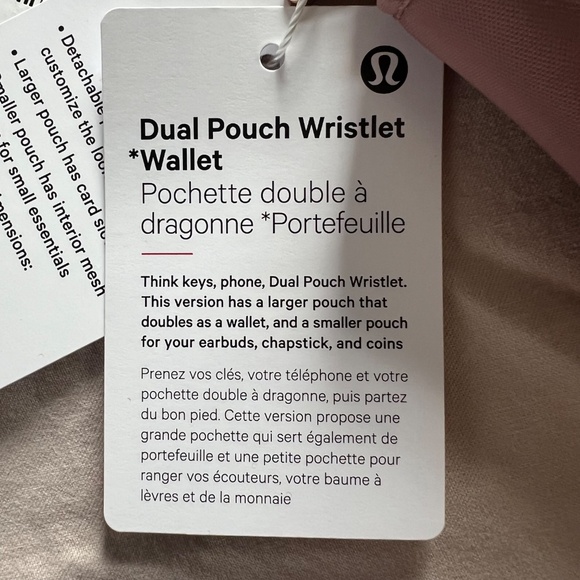 Dual Pouch Wristlet
*Wallet
Pochette double à
dragonne *Portefeuille
Think keys, phone, Dual Pouch Wristlet.
This version has a larger pouch that
doubles as a wallet, and a smaller pouch
for your earbuds, chapstick, and coins
Prenez vos clés, votre téléphone et votre
pochette double à dragonne, puis partez
du bon pied. Cette version propose une
grande pochette qui sert également de
portefeuille et une petite pochette pour
ranger vos écouteurs, votre baume à
lèvres et de la monnaie
• Detachable
customize the
• Larger pouch has card
pouch has interior mesh
for small essentials